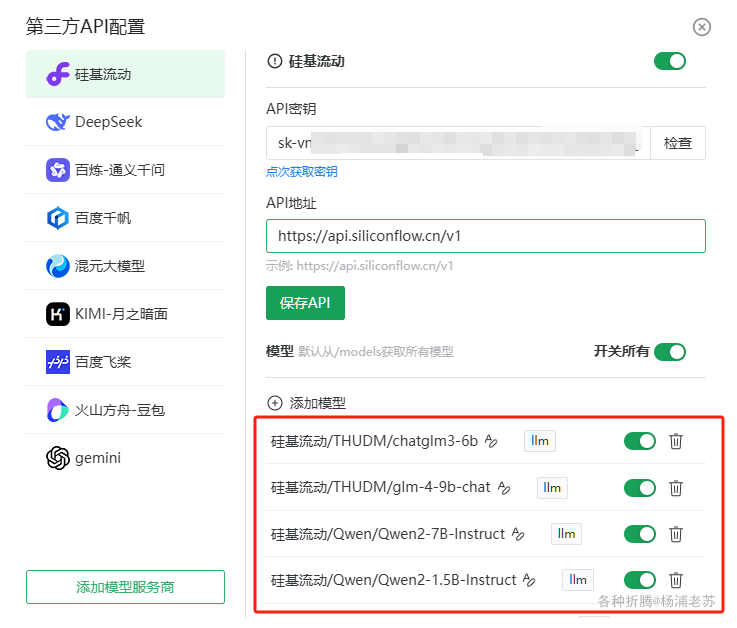 第三方API配置
硅基流动
DeepSeek
百炼-通义千问
百度千帆
混元大模型
KIMI-月之暗面
百度飞桨
火山方舟-豆包
gemini
添加模型服务商
硅基流动
API密钥
sk-vn
检查
点次获取密钥
API地址
https://api.siliconflow.cn/v1
示例: https://api.siliconflow.cn/v1
保存API
模型 默认从/models获取所有模型 开关所有
添加模型
硅基流动/THUDM/chatglm3-6b llm
硅基流动/THUDM/glm-4-9b-chat llm
硅基流动/Qwen/Qwen2-7B-Instruct llm
硅基流动/Qwen/Qwen2-1.5B-Instruct llm
各种折腾@杨浦老苏